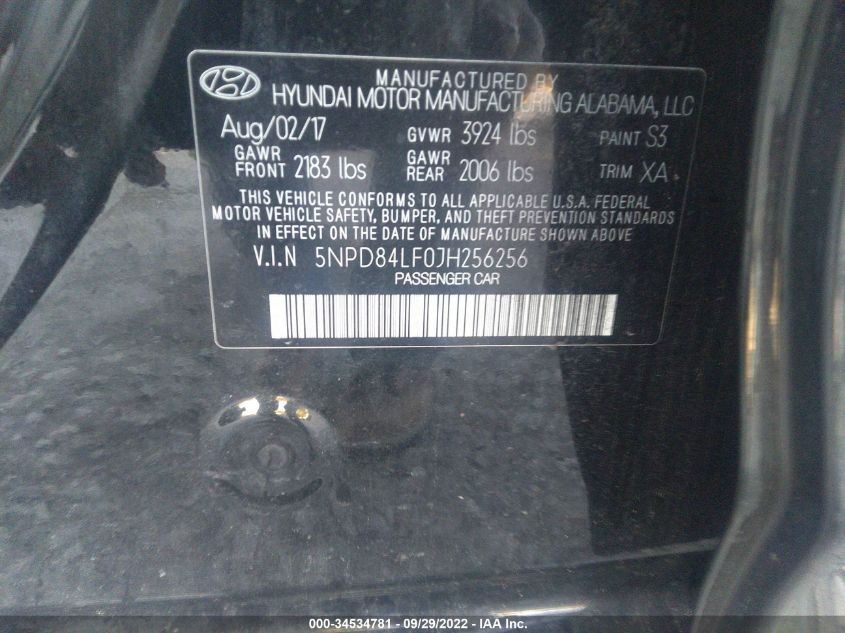 MANUFACTURED BY
HYUNDAI MOTOR MANUFACTURING ALABAMA, LLC
Aug/02/17 GVWR 3924 lbs PAINT S3
GAWR FRONT 2183 lbs GAWR REAR 2006 lbs TRIM XA
THIS VEHICLE CONFORMS TO ALL APPLICABLE U.S.A. FEDERAL
MOTOR VEHICLE SAFETY, BUMPER, AND THEFT PREVENTION STANDARDS
IN EFFECT ON THE DATE OF MANUFACTURE SHOWN ABOVE.
V.I.N 5NPD84LF0JH256256
PASSENGER CAR
000-34534781 - 09/29/2022 - IAA Inc.